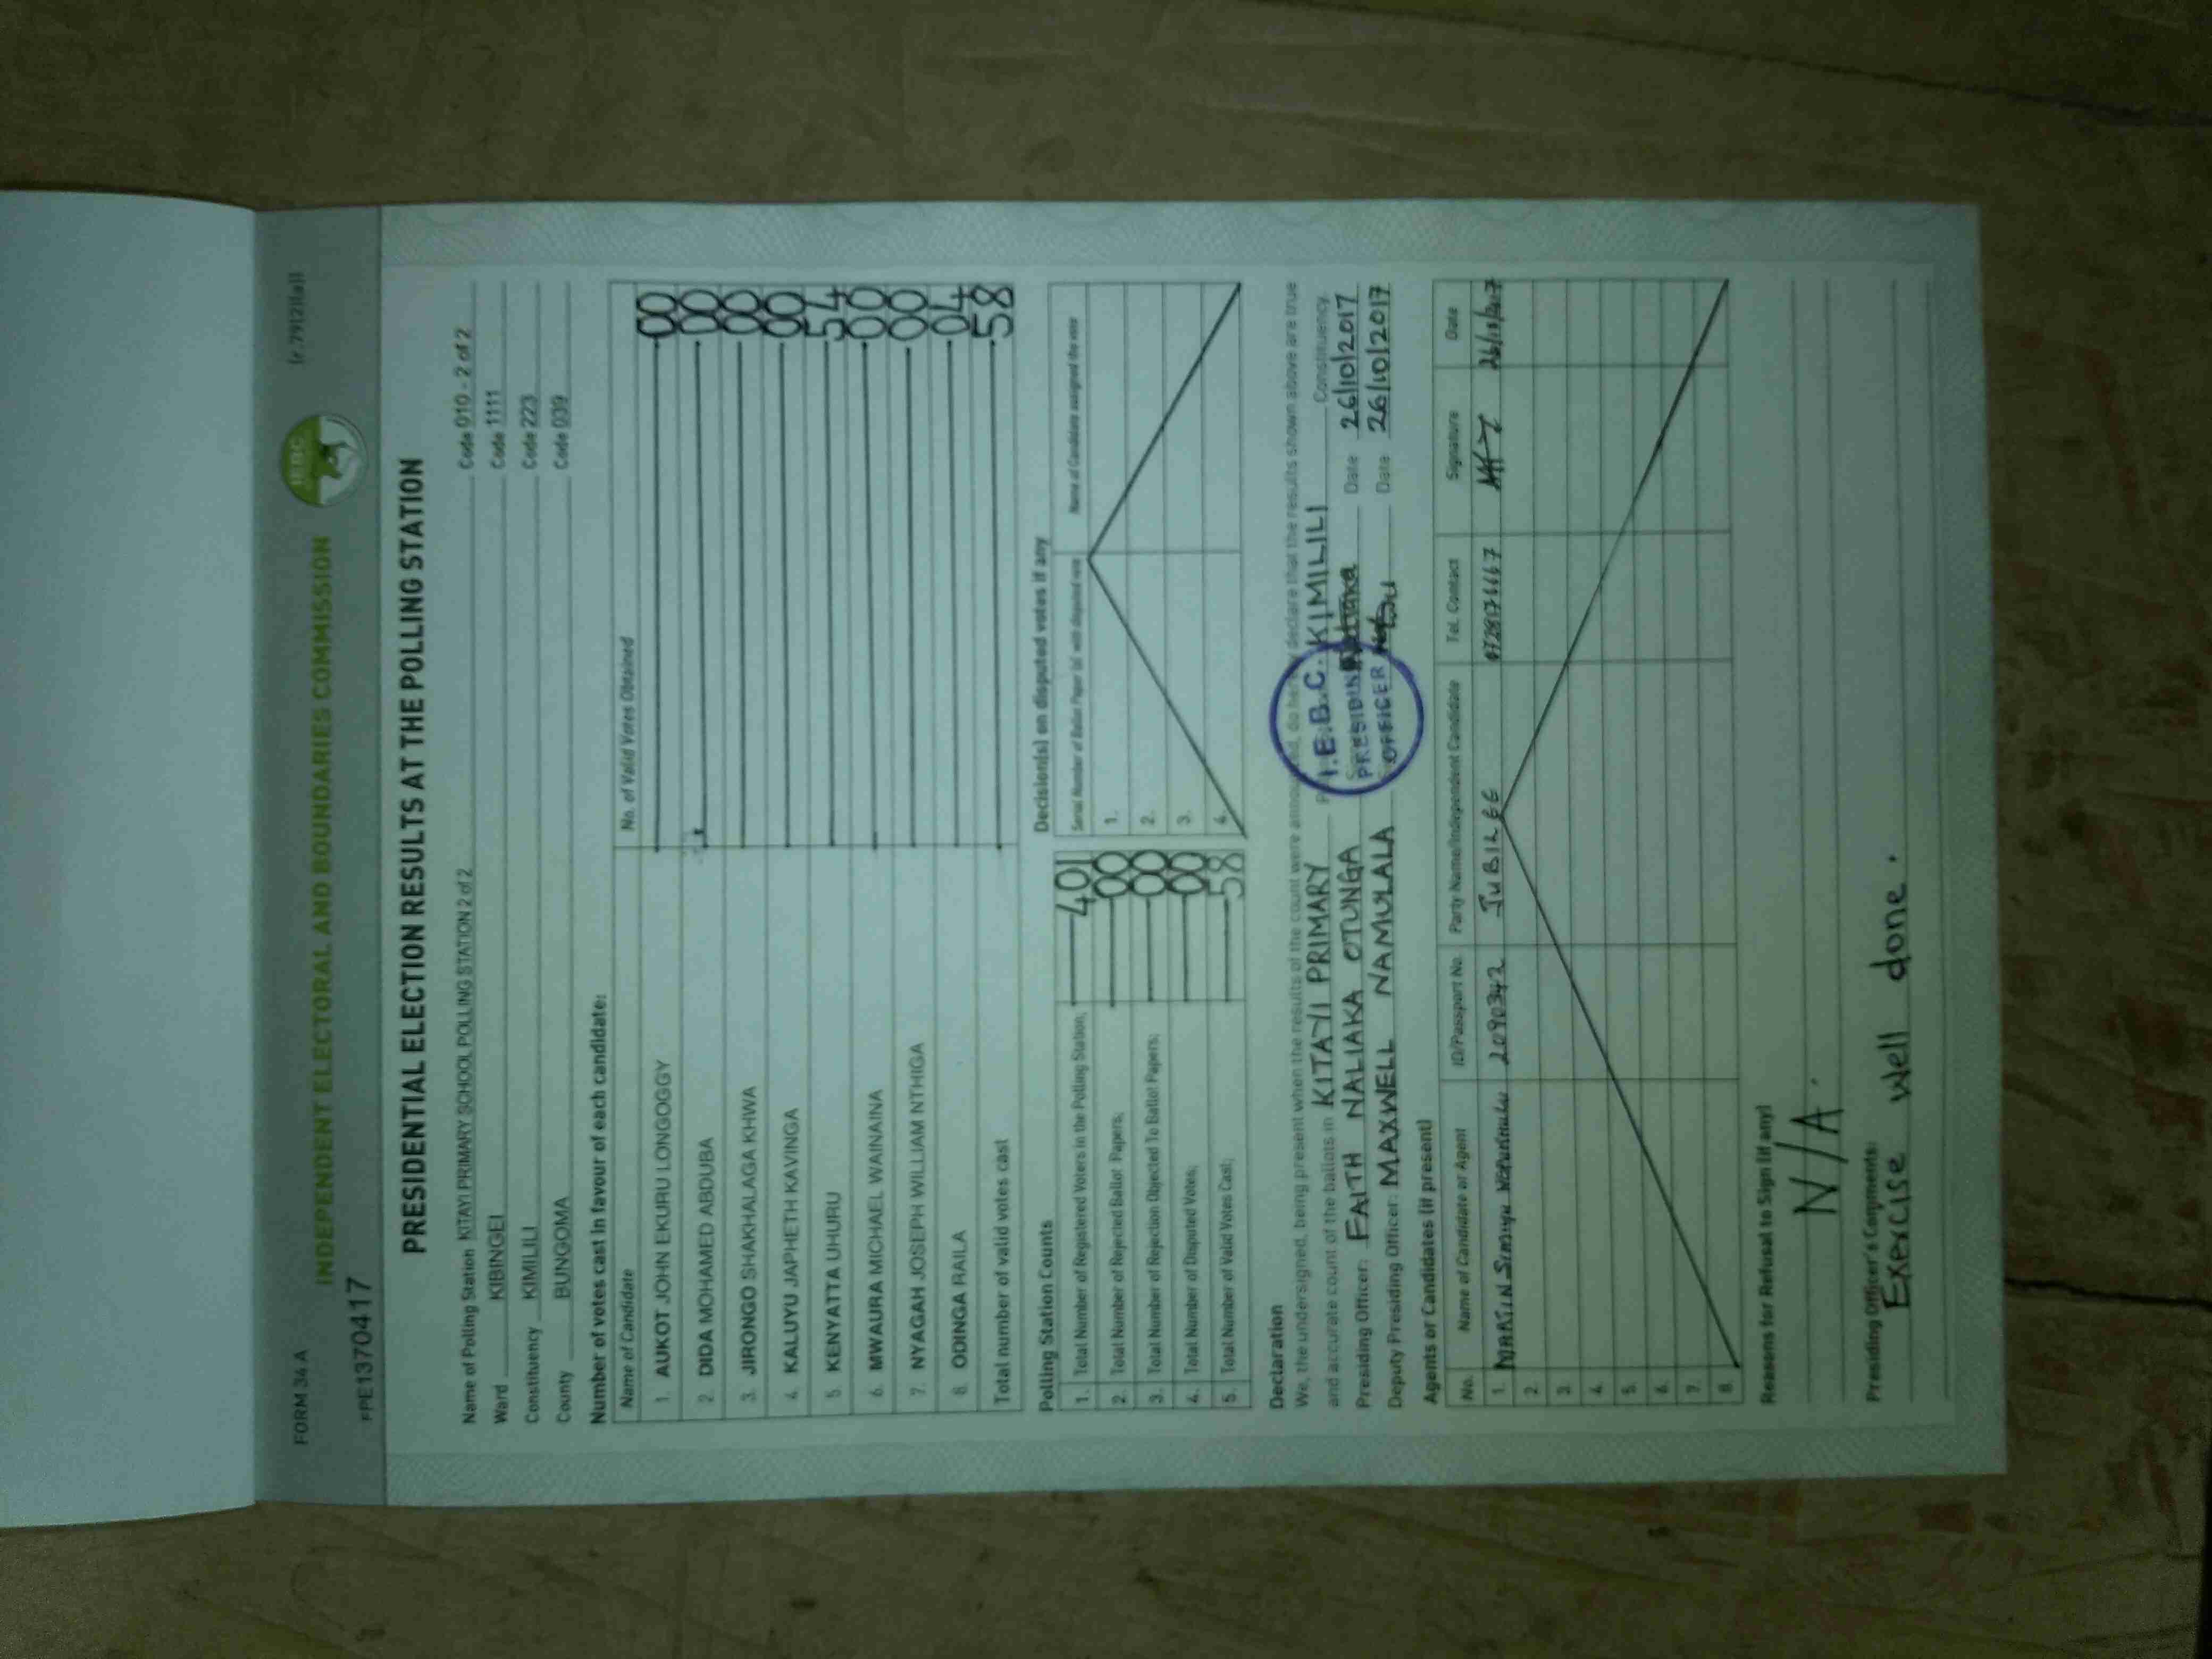 FORM 34 A
(r.79(2)(a))
INDEPENDENT ELECTORAL AND BOUNDARIES COMMISSION
IEBC
FPE1370417
PRESIDENTIAL ELECTION RESULTS AT THE POLLING STATION
Name of Polling Station KITAYI PRIMARY SCHOOL POLLING STATION 2 of 2 Code 010 - 2 of 2
Ward KIBINGEI Code 1111
Constituency KIMILILI Code 223
County BUNGOMA Code 039
Number of votes cast in favour of each candidate:
Name of Candidate No. of Valid Votes Obtained
1. AUKOT JOHN EKURU LONGOGGY 00
2. DIDA MOHAMED ABDUBA 00
3. JIRONGO SHAKHALAGA KHWA 00
4. KALUYU JAPHETH KAVINGA 00
5. KENYATTA UHURU 54
6. MWAURA MICHAEL WAINAINA 00
7. NYAGAH JOSEPH WILLIAM NTHIGA 00
8. ODINGA RAILA 04
Total number of valid votes cast 58
Polling Station Counts
1. Total Number of Registered Voters in the Polling Station; 401
2. Total Number of Rejected Ballot Papers; 00
3. Total Number of Rejection Objected To Ballot Papers; 00
4. Total Number of Disputed Votes; 00
5. Total Number of Valid Votes Cast; 58
Decision(s) on disputed votes if any
Serial Number of Ballot Paper (s) with disputed vote Name of Candidate assigned the vote
1.
2.
3.
4.
Declaration
We, the undersigned, being present when the results of the count were announced, do hereby declare that the results shown above are true
and accurate count of the ballots in KITAYI PRIMARY KIMILILI Constituency.
Presiding Officer: FAITH NALIAKA OTUNGA Date 26/10/2017
Deputy Presiding Officer: MAXWELL NAMULALA Date 26/10/2017
I.E.B.C.
PRESIDING
OFFICER
Agents or Candidates (if present)
No. Name of Candidate or Agent ID/Passport No. Party Name/Independent Candidate Tel. Contact Signature Date
1. MARTIN 2090342 JUBILEE 0728176667 26/10/2017
2.
3.
4.
5.
6.
7.
8.
Reasons for Refusal to Sign (if any)
N/A.
Presiding Officer's Comments:
Exercise well done.